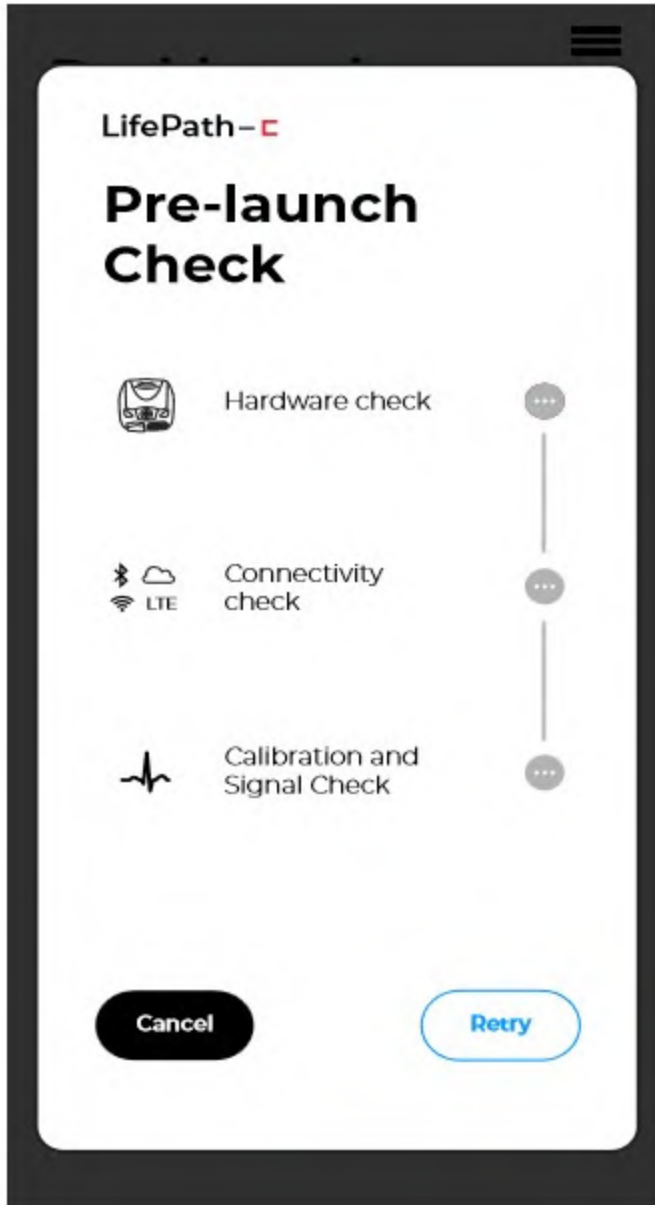 LifePath–
Pre-launch
Check
Hardware check
Connectivity
check
LTE
Calibration and
Signal Check
Cancel
Retry